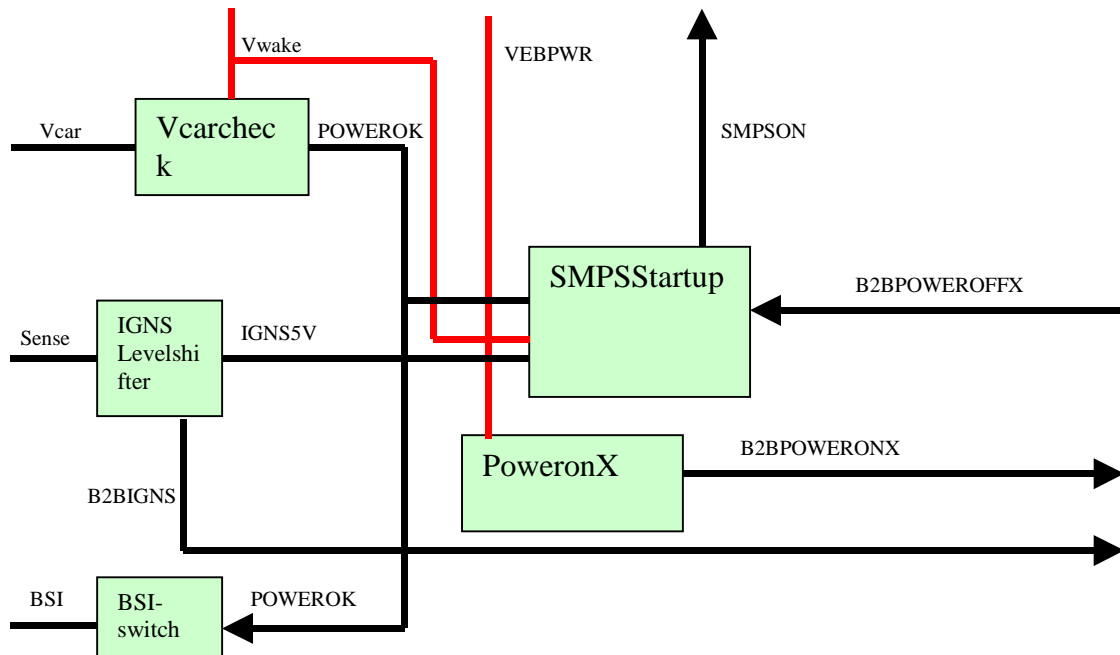 Vwake
VEBPWR
Vcar
Vcarchec
k
POWEROK
SMPSON
SMPSStartup
B2BPOWEROFFX
Sense
IGNS
Levelshi
fter
IGNS5V
PoweronX
B2BPOWERONX
B2BIGNS
BSI
BSI-
switch
POWEROK